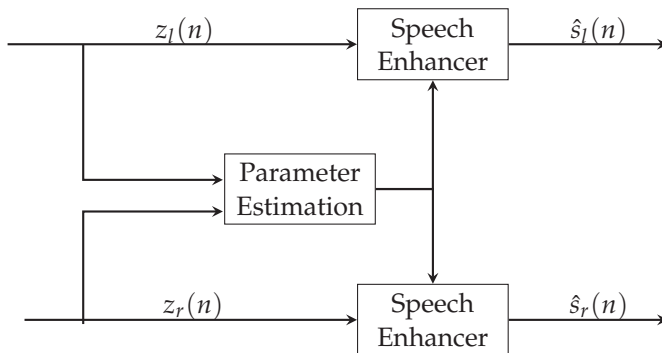 z_l(n)
Speech
Enhancer
ŝ_l(n)
Parameter
Estimation
z_r(n)
Speech
Enhancer
ŝ_r(n)